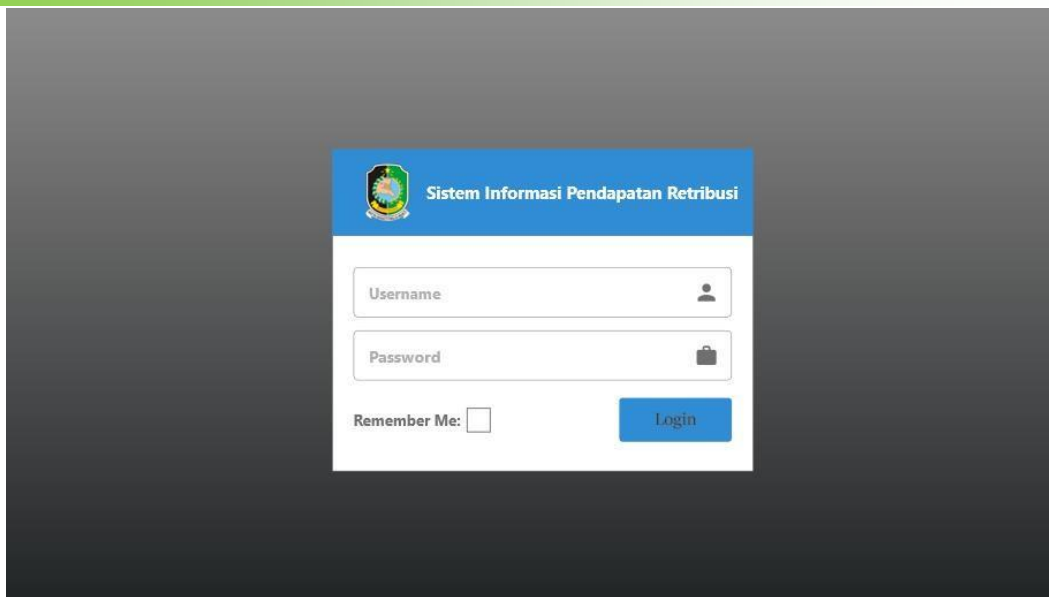 Sistem Informasi Pendapatan Retribusi
Username
Password
Remember Me:
Login